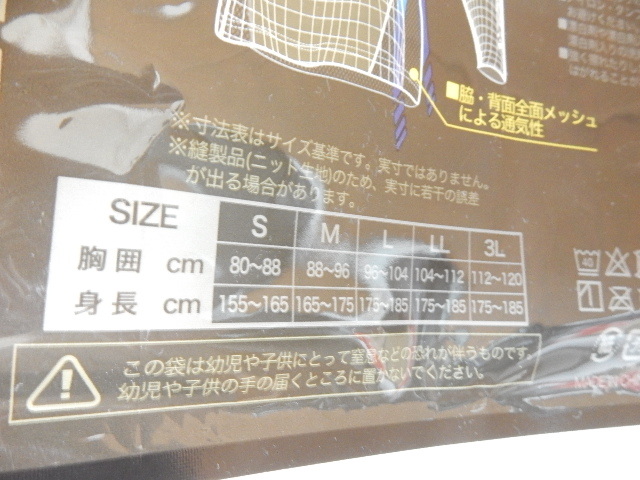 ■脇・背面全面メッシュ
による通気性
※寸法表はサイズ基準です。実寸ではありません。
※縫製品(ニット生地)のため、実寸に若干の誤差
が出る場合があります。
SIZE S M L LL 3L
胸囲 cm 80~88 88~96 96~104 104~112 112~120
身長 cm 155~165 165~175 175~185 175~185 175~185
この袋は幼児や子供にとって窒息などの恐れが伴うものです。
幼児や子供の手の届くところに置かないでください。